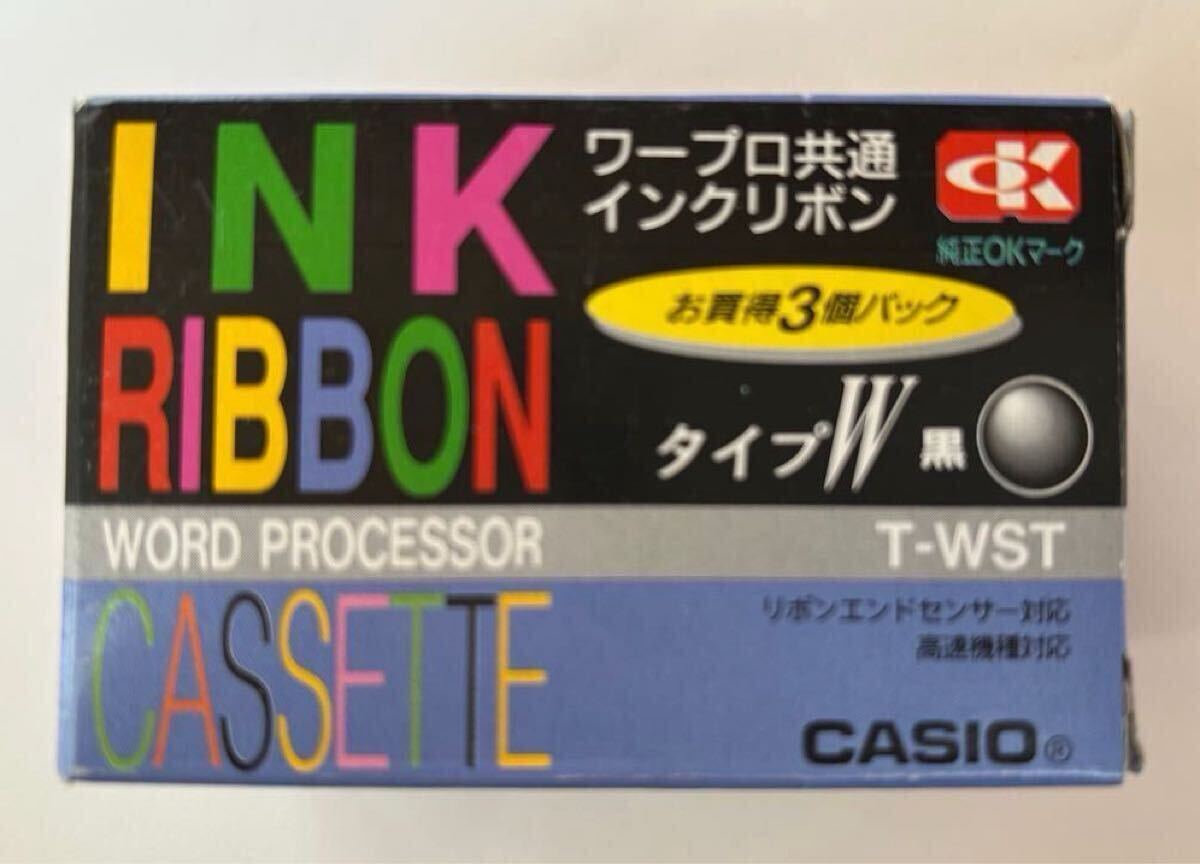 INK
RIBBON
WORD PROCESSOR
CASSETTE
ワープロ共通
インクリボン
OK
純正OKマーク
お買得3個パック
タイプW 黒
T-WST
リボンエンドセンサー対応
高速機種対応
CASIO®